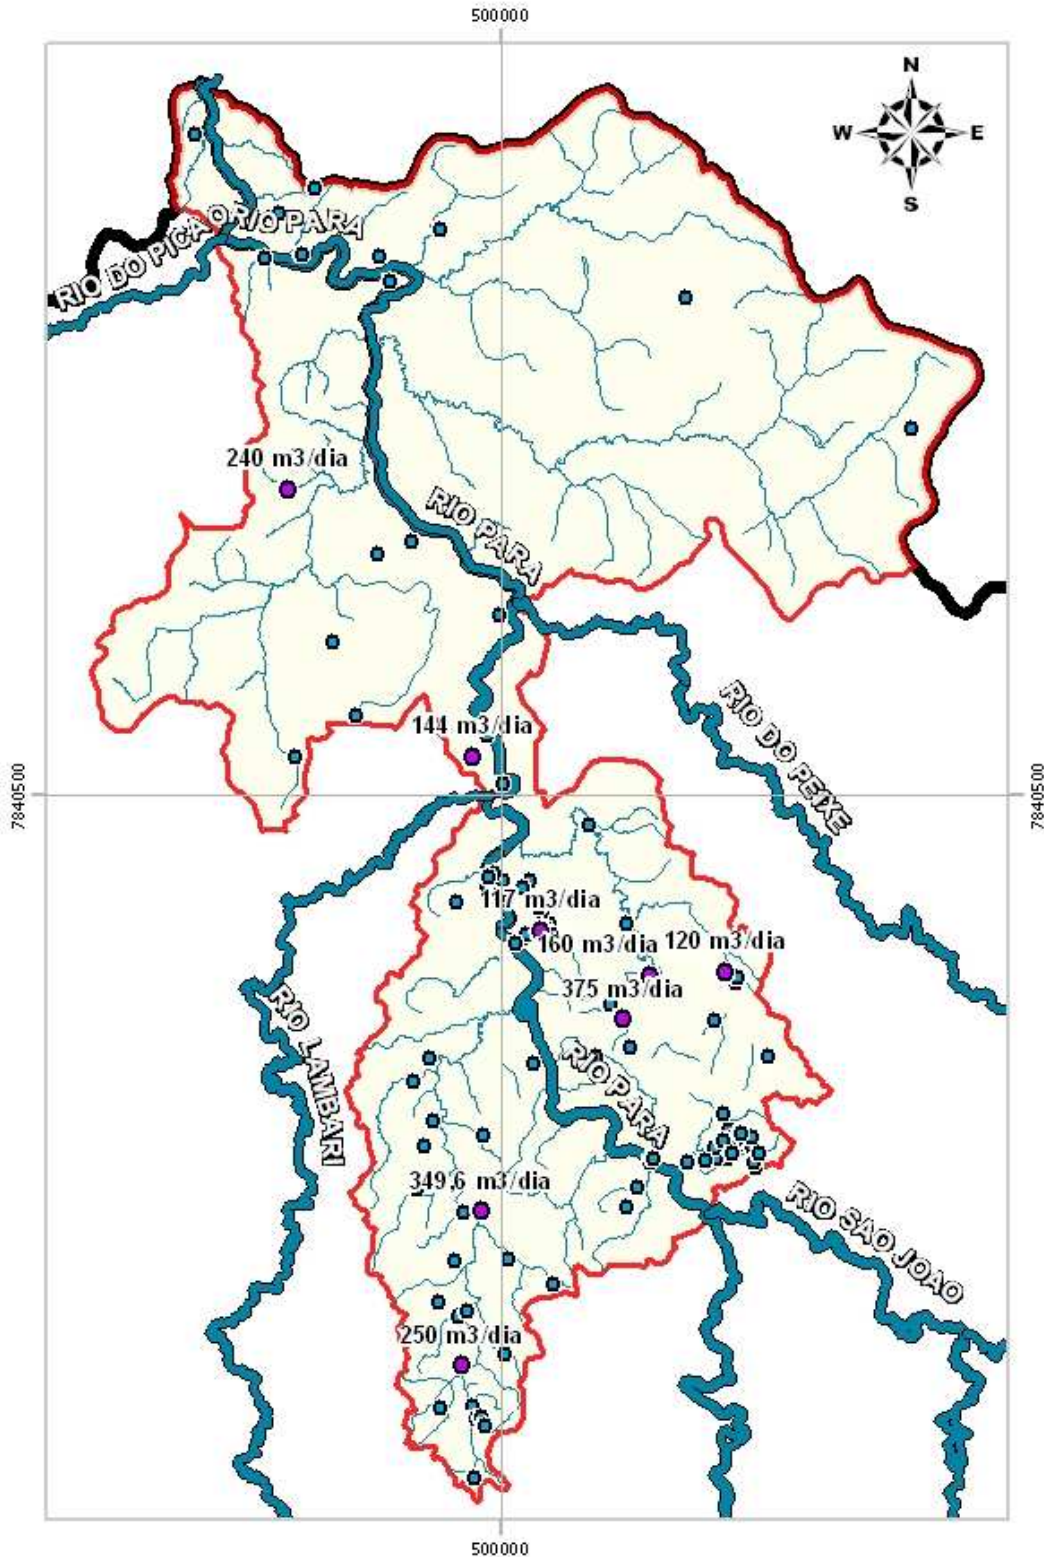 500000
N
W E
S
RIO DO PICAO
RIO PARA
240 m3/dia
RIO PARA
144 m3/dia
RIO DO PEIXE
7840500
7840500
117 m3/dia
160 m3/dia
120 m3/dia
375 m3/dia
RIO LAMBARI
RIO PARA
349,6 m3/dia
RIO SAO JOAO
250 m3/dia
500000